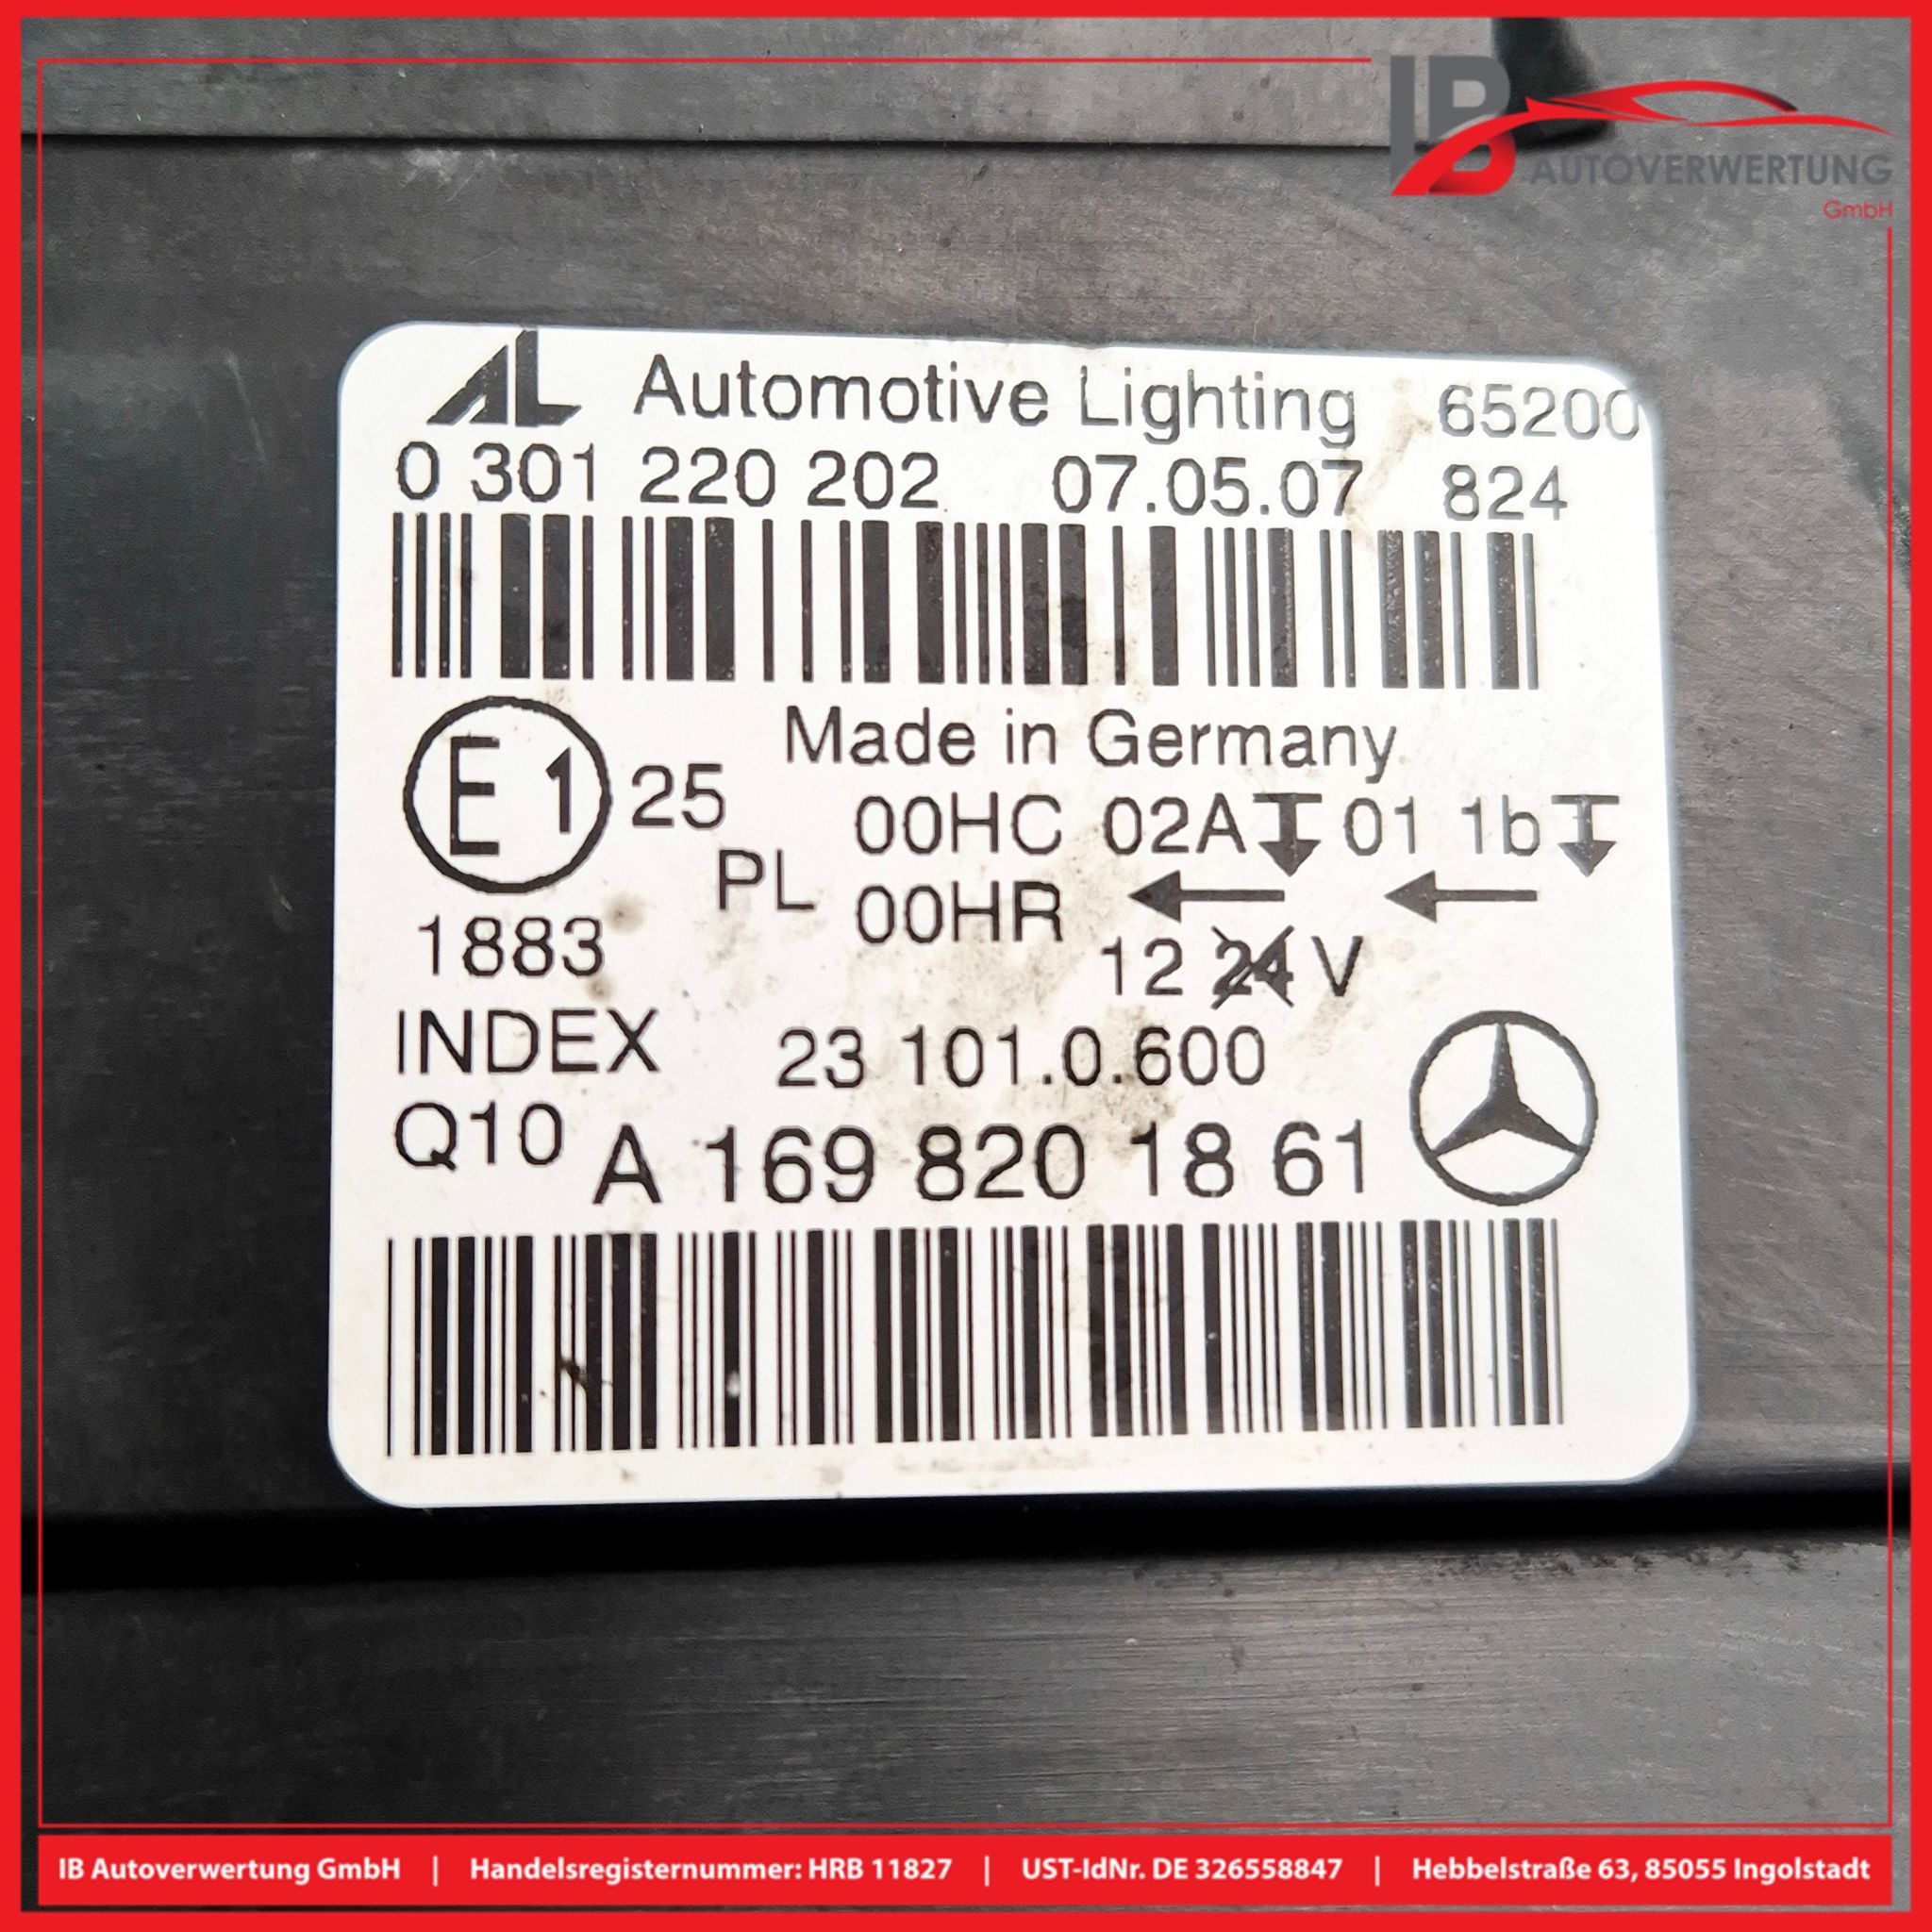 IB
AUTOVERWERTUNG
GmbH
AL Automotive Lighting 65200
0 301 220 202 07.05.07 824
Made in Germany
E1 25 00HC 02A 01 1b
PL 00HR
1883 12 24 V
INDEX 23 101.0.600
Q10 A 169 820 18 61
IB Autoverwertung GmbH | Handelsregisternummer: HRB 11827 | UST-IdNr. DE 326558847 | Hebbelstraße 63, 85055 Ingolstadt